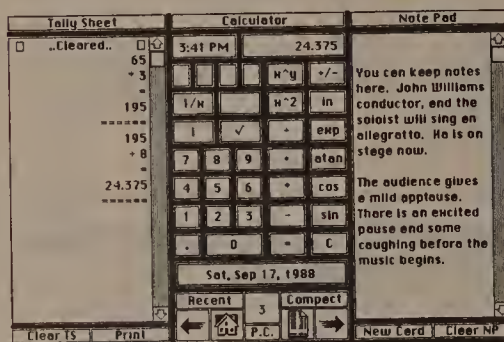 Tally Sheet
..Cleared..
65
* 3
=
195
======
195
÷ 8
=
24.375
======
Clear TS Print
Calculator
3:41 PM 24.375
x^y +/-
1/x x^2 ln
√ exp
7 8 9 atan
4 5 6 + cos
1 2 3 - sin
. 0 = C
Sat, Sep 17, 1988
Recent 3 Compact
P.C.
Note Pad
You can keep notes
here. John Williams
conductor, and the
soloist will sing an
allegratto. He is on
stage now.
The audience gives
a mild applause.
There is an excited
pause and some
coughing before the
music begins.
New Card Clear NP